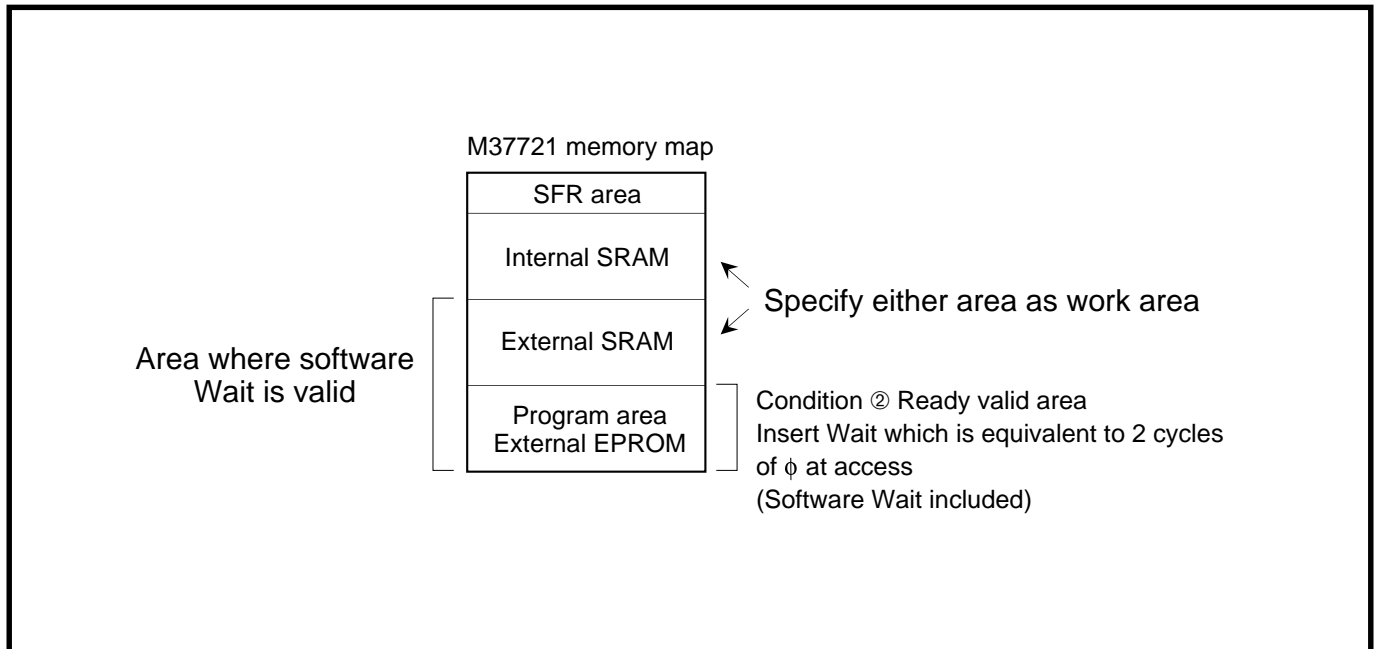 M37721 memory map
SFR area
Internal SRAM
Specify either area as work area
External SRAM
Area where software
Wait is valid
Program area
External EPROM
Condition ② Ready valid area
Insert Wait which is equivalent to 2 cycles
of ϕ at access
(Software Wait included)